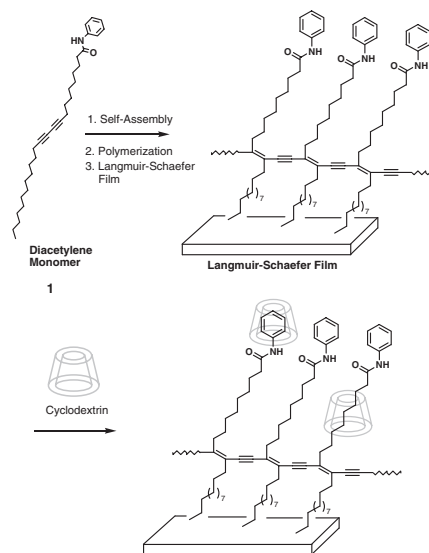 NH
O
1. Self-Assembly
2. Polymerization
3. Langmuir-Schaefer
Film
Diacetylene
Monomer
1
O
NH
O
NH
O
NH
7
7
7
Langmuir-Schaefer Film
Cyclodextrin
O
NH
O
NH
O
NH
7
7
7